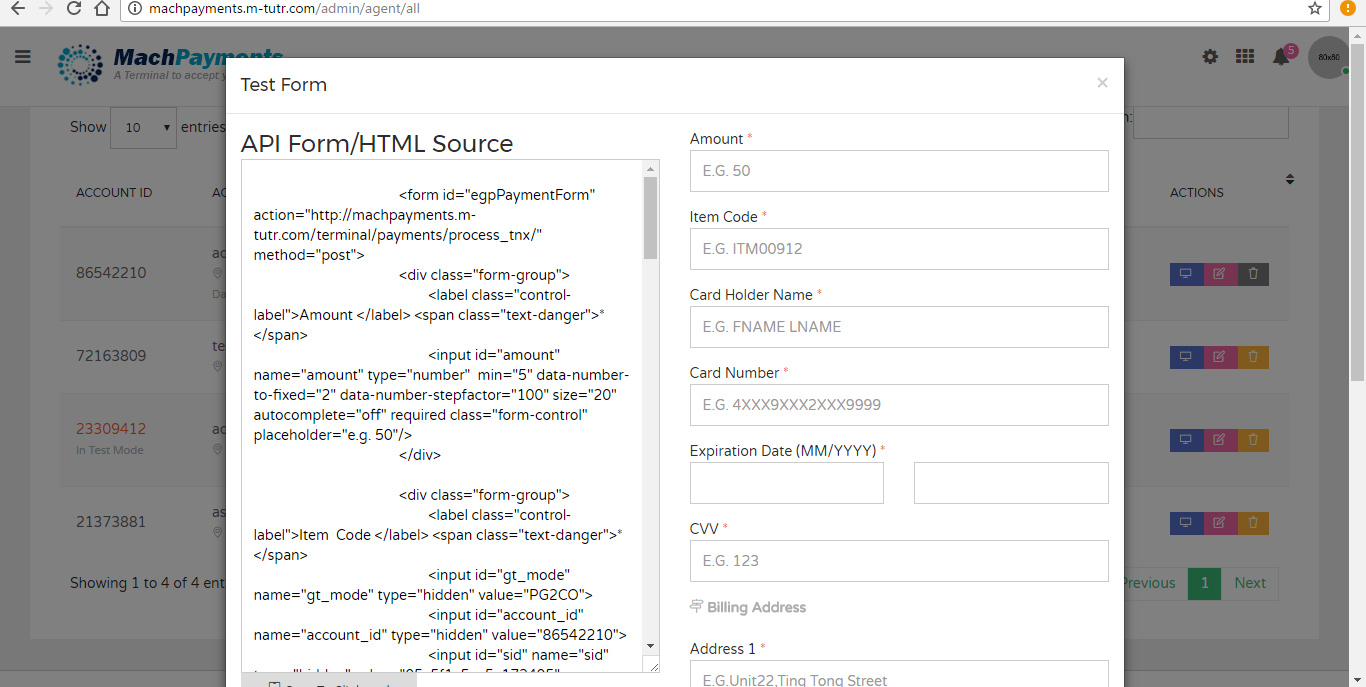 machpayments.m-tutr.com/admin/agent/all
MachPayments
A Terminal to accept
5
80x80
Test Form
×
Show 10 entries
API Form/HTML Source
<form id="egpPaymentForm"
action="http://machpayments.m-
tutr.com/terminal/payments/process_tnx/"
method="post">
<div class="form-group">
<label class="control-
label">Amount </label> <span class="text-danger">*
</span>
<input id="amount"
name="amount" type="number"  min="5" data-number-
to-fixed="2" data-number-stepfactor="100" size="20"
autocomplete="off" required class="form-control"
placeholder="e.g. 50"/>
</div>
<div class="form-group">
<label class="control-
label">Item  Code </label> <span class="text-danger">*
</span>
<input id="gt_mode"
name="gt_mode" type="hidden" value="PG2CO">
<input id="account_id"
name="account_id" type="hidden" value="86542210">
<input id="sid" name="sid"
Amount *
E.G. 50
Item Code *
E.G. ITM00912
Card Holder Name *
E.G. FNAME LNAME
Card Number *
E.G. 4XXX9XXX2XXX9999
Expiration Date (MM/YYYY) *
CVV *
E.G. 123
Billing Address
Address 1 *
E.G.Unit22,Ting Tong Street
ACCOUNT ID
ACTIONS
86542210
72163809
23309412
In Test Mode
21373881
Showing 1 to 4 of 4
Previous 1 Next